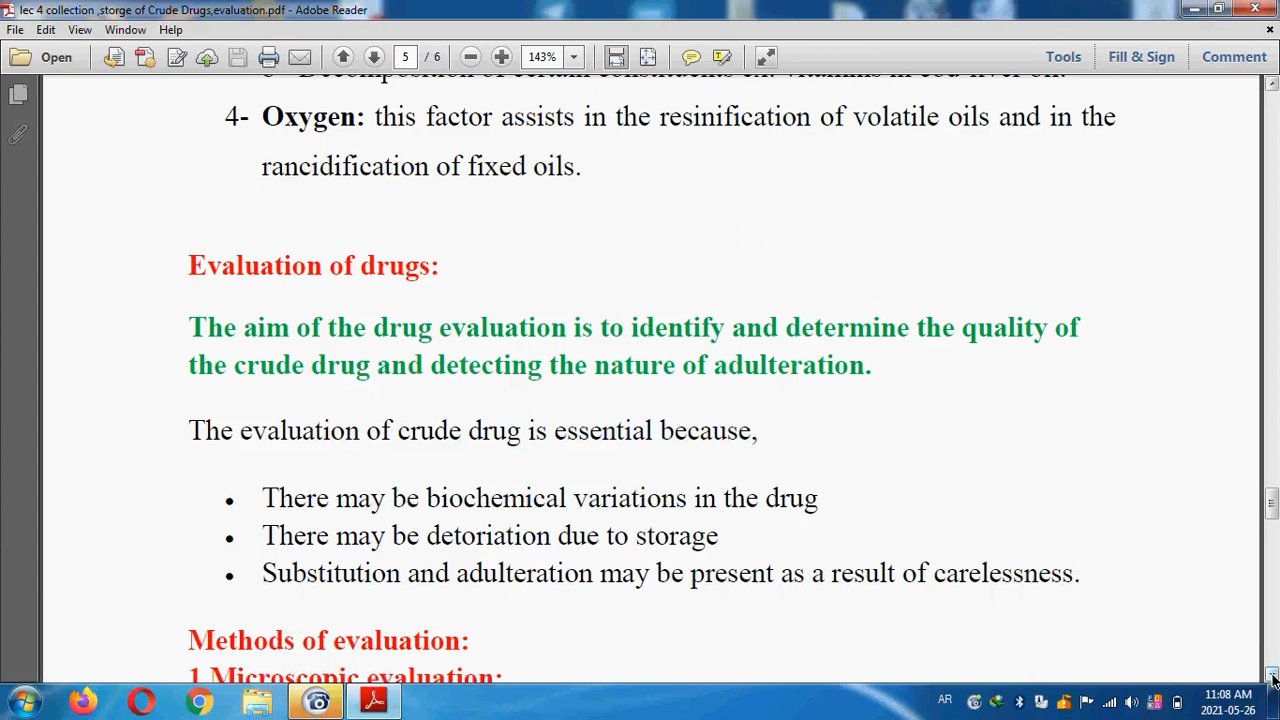 lec 4 collection ,storge of Crude Drugs,evaluation.pdf - Adobe Reader
File Edit View Window Help
Open 5 / 6 143% Tools Fill & Sign Comment
4- Oxygen: this factor assists in the resinification of volatile oils and in the
rancidification of fixed oils.
Evaluation of drugs:
The aim of the drug evaluation is to identify and determine the quality of
the crude drug and detecting the nature of adulteration.
The evaluation of crude drug is essential because,
• There may be biochemical variations in the drug
• There may be detoriation due to storage
• Substitution and adulteration may be present as a result of carelessness.
Methods of evaluation:
1.Microscopic evaluation:
AR 11:08 AM
2021-05-26